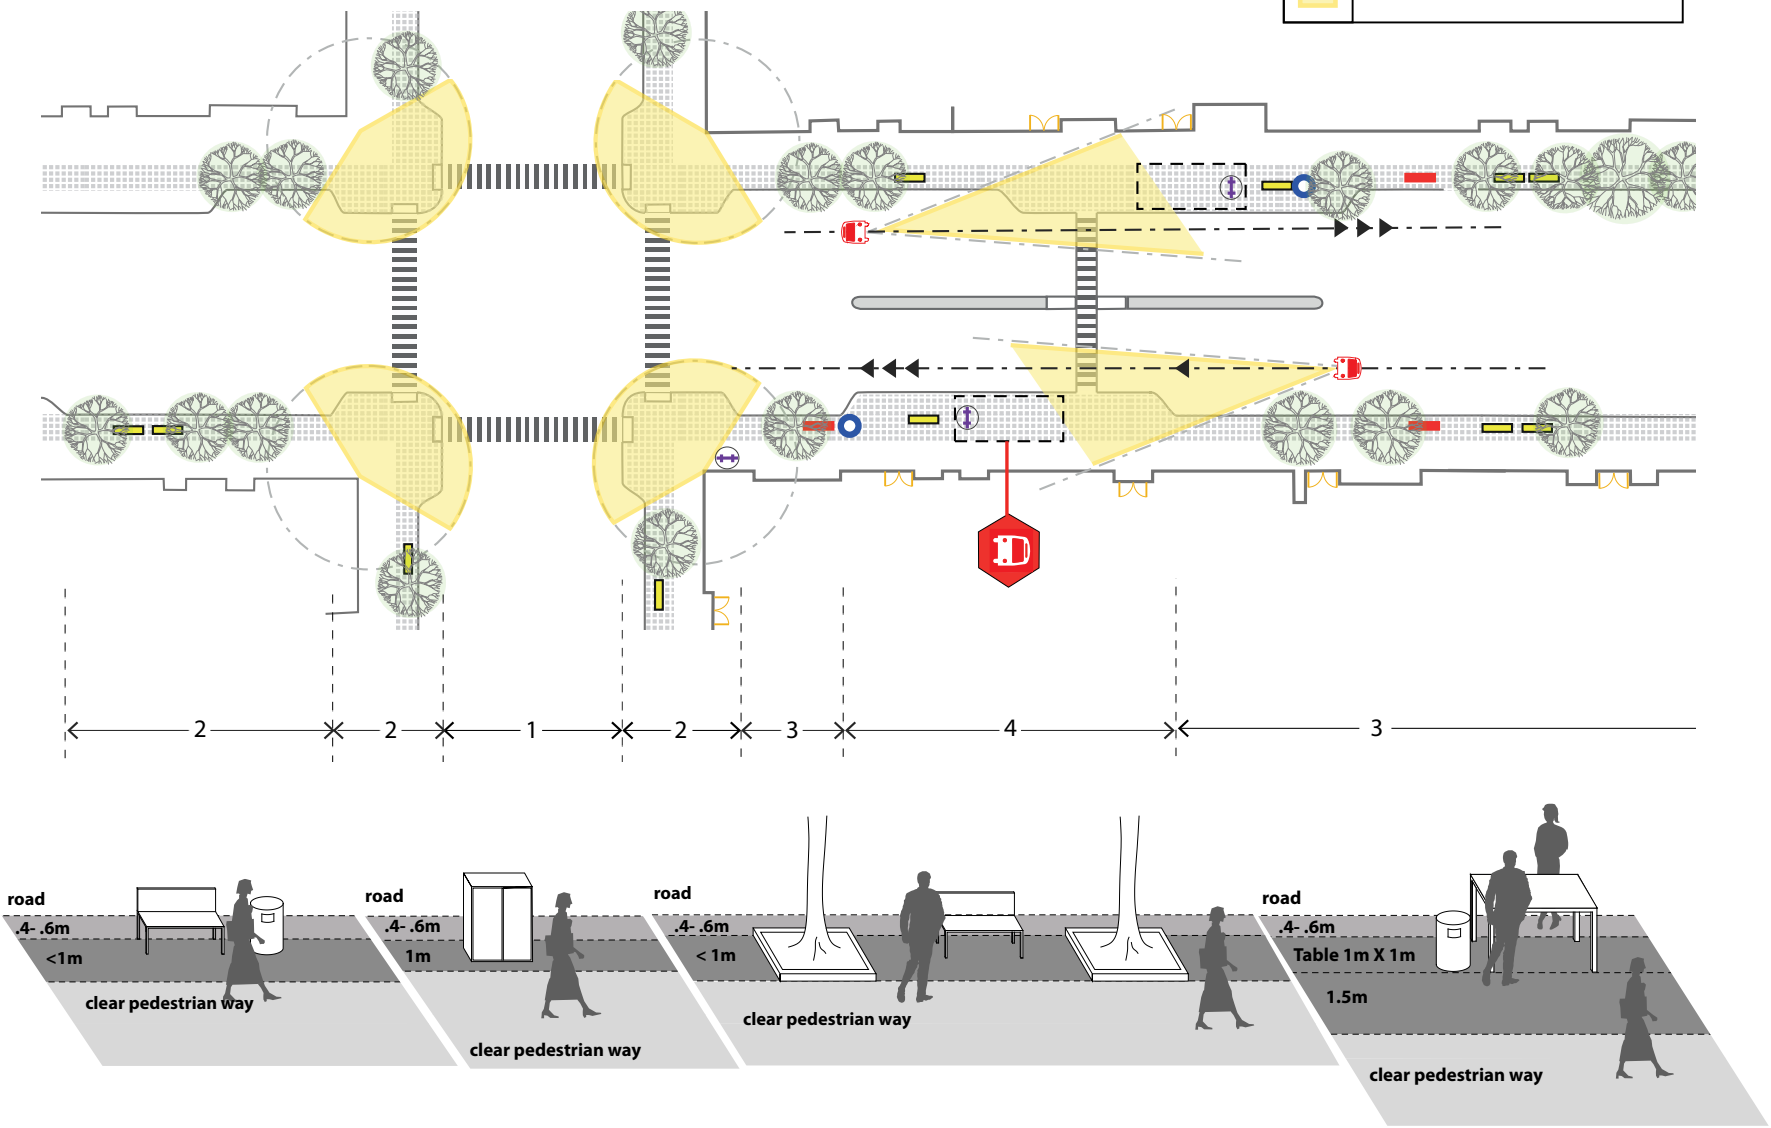 2
2
1
2
3
4
3
road
.4- .6m
<1m
clear pedestrian way
road
.4- .6m
1m
clear pedestrian way
road
.4- .6m
< 1m
clear pedestrian way
road
.4- .6m
Table 1m X 1m
1.5m
clear pedestrian way